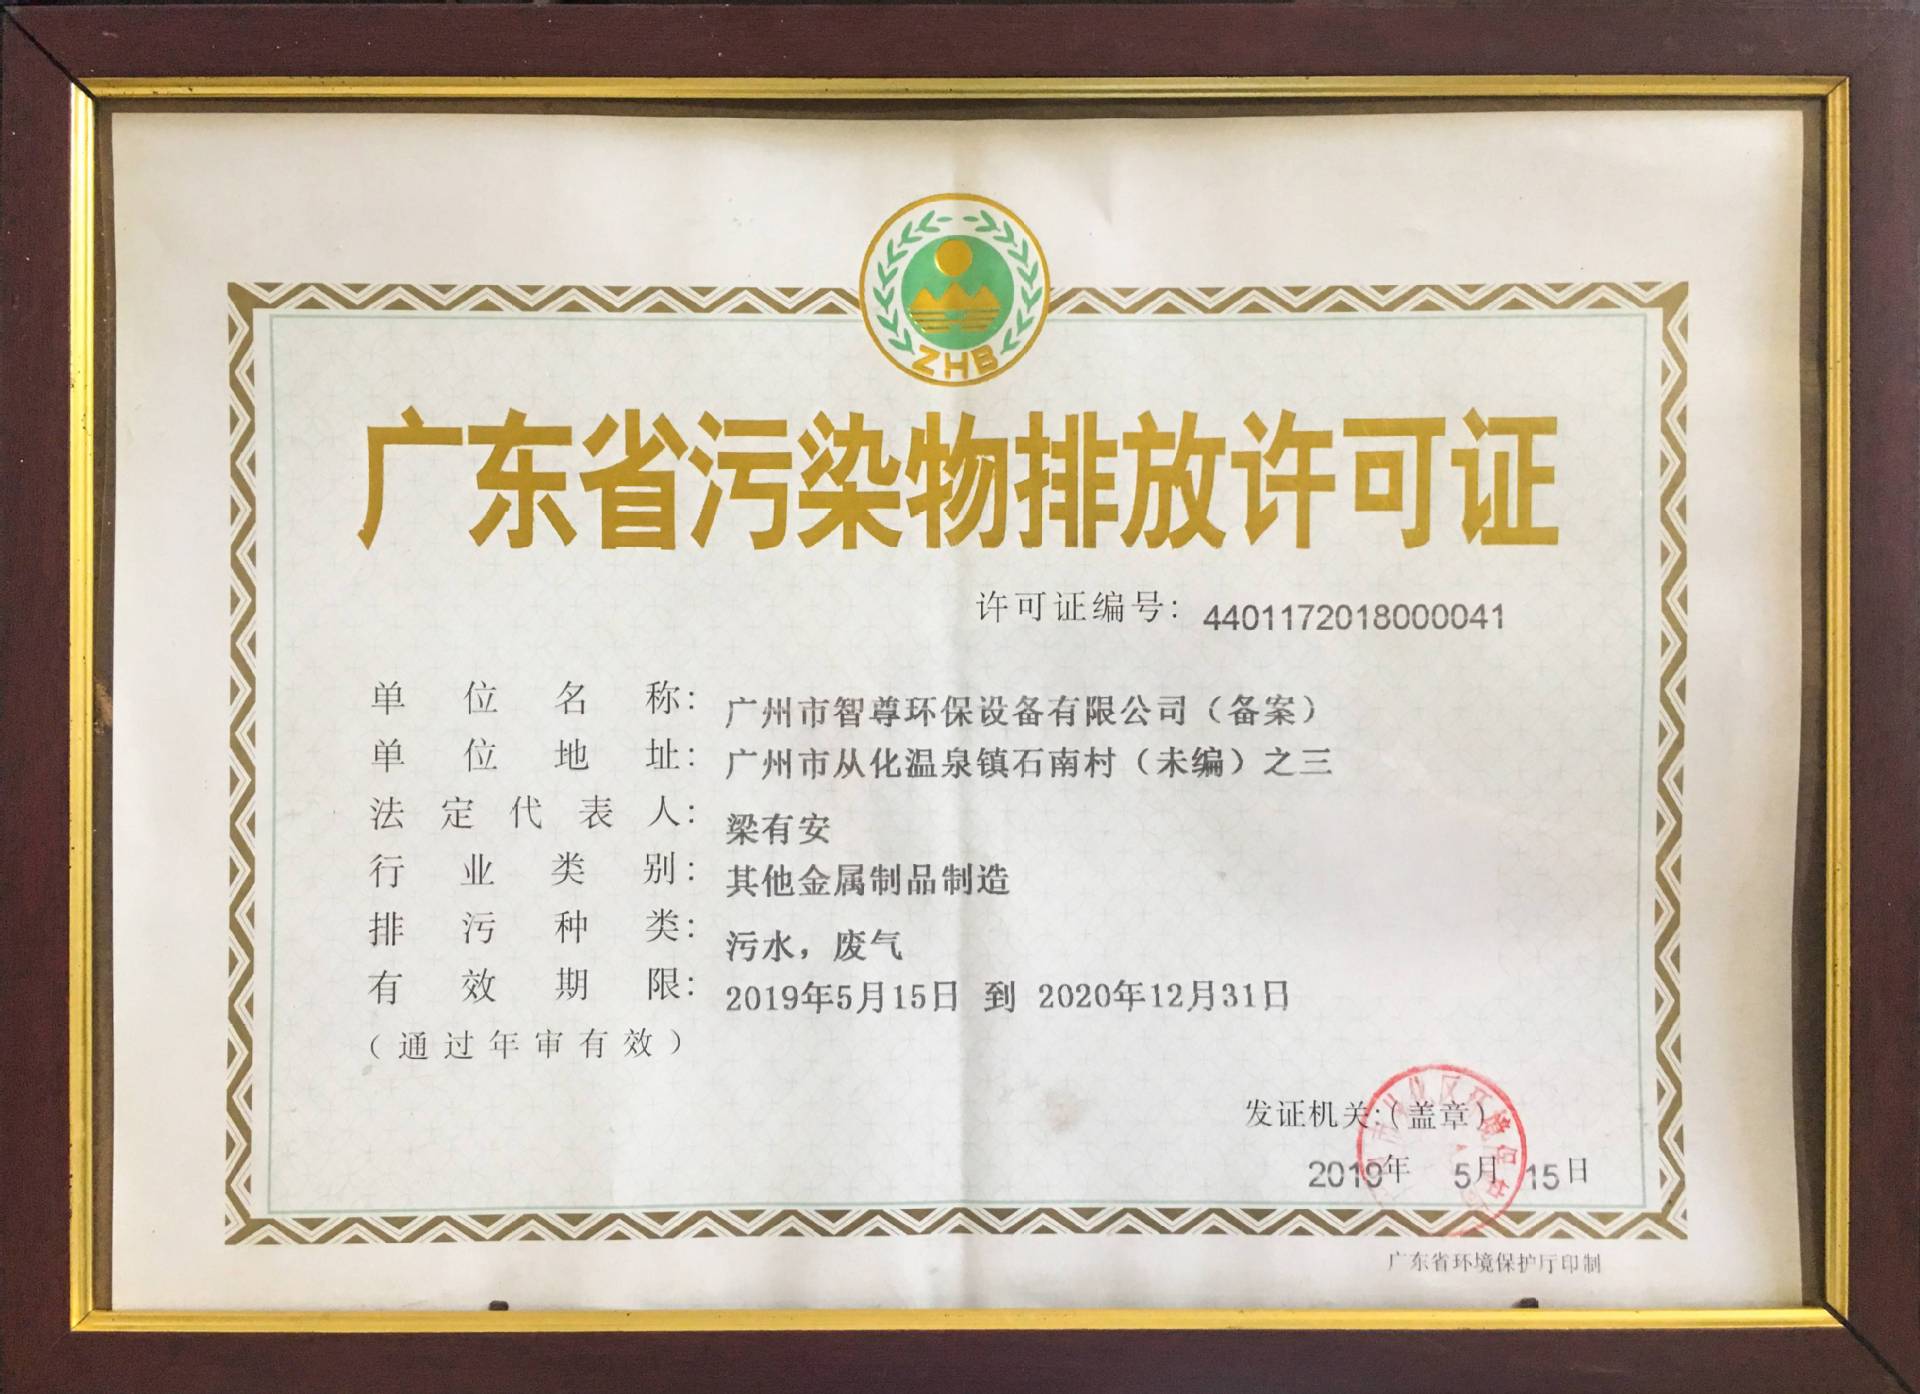 ZHB
广东省污染物排放许可证
许可证编号：4401172018000041
单位名称：广州市智尊环保设备有限公司（备案）
单位地址：广州市从化温泉镇石南村（未编）之三
法定代表人：梁有安
行业类别：其他金属制品制造
排污种类：污水，废气
有效期限：2019年5月15日 到 2020年12月31日
（通过年审有效）
发证机关：（盖章）
2019年 5月 15日
广东省环境保护厅印制